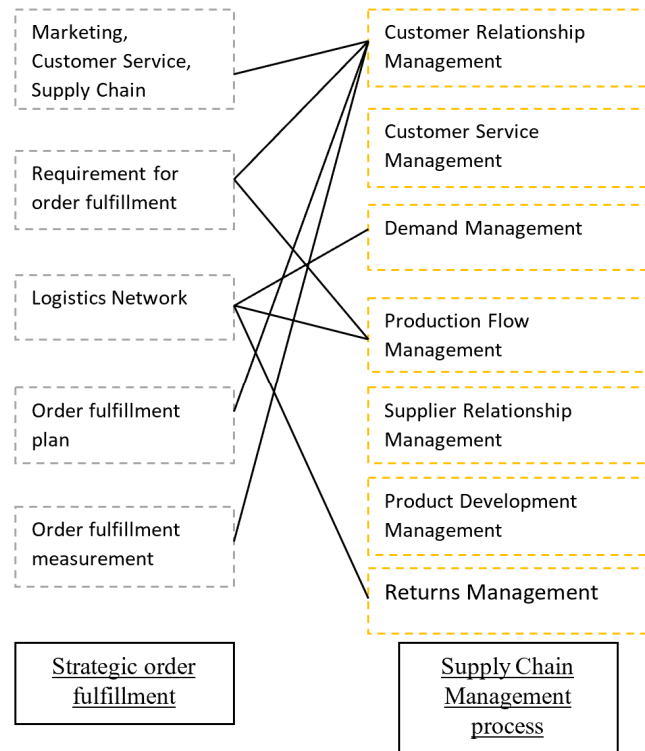 Marketing,
Customer Service,
Supply Chain
Requirement for
order fulfillment
Logistics Network
Order fulfillment
plan
Order fulfillment
measurement
Strategic order
fulfillment
Customer Relationship
Management
Customer Service
Management
Demand Management
Production Flow
Management
Supplier Relationship
Management
Product Development
Management
Returns Management
Supply Chain
Management
process